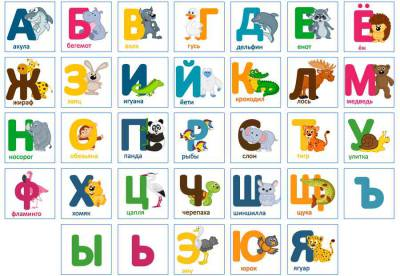 А Б В Г Д Е Ё
акула бегемот волк гусь дельфин енот ёж
Ж З И Й К Л М
жираф заяц игуана йети крокодил лось медведь
Н О П Р С Т У
носорог обезьяна панда рыбы слон тигр улитка
Ф Х Ц Ч Ш Щ Ъ
фламинго хомяк цапля черепаха шиншилла щука
Ы Ь Э Ю Я
эму юрок ягуар